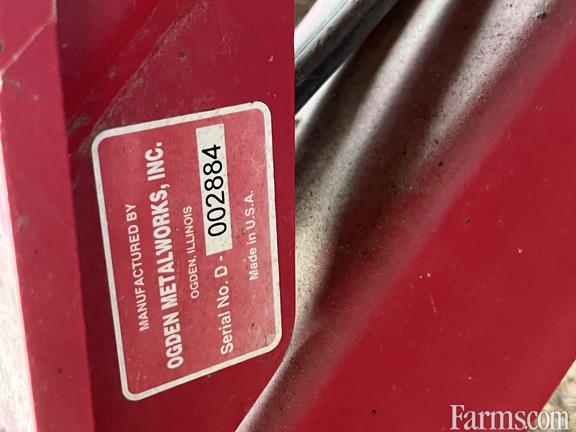 MANUFACTURED BY
OGDEN METALWORKS, INC.
OGDEN, ILLINOIS
Serial No. D - 002884
Made in U.S.A.
Farms.com